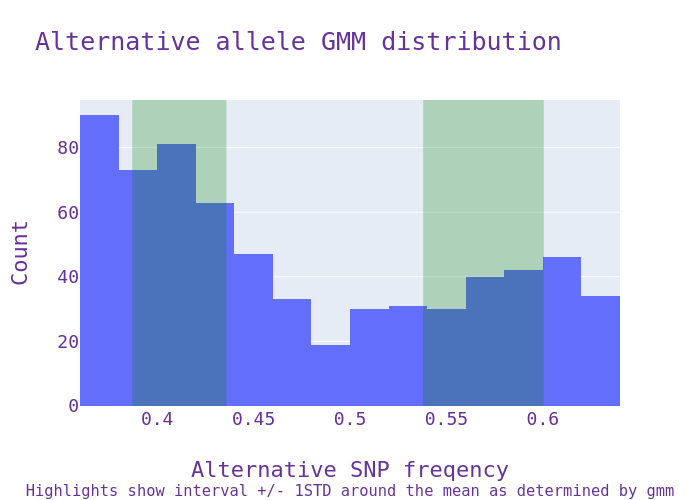 Alternative allele GMM distribution
80
60
40
20
0
Count
0.4 0.45 0.5 0.55 0.6
Alternative SNP freqency
Highlights show interval +/- 1STD around the mean as determined by gmm